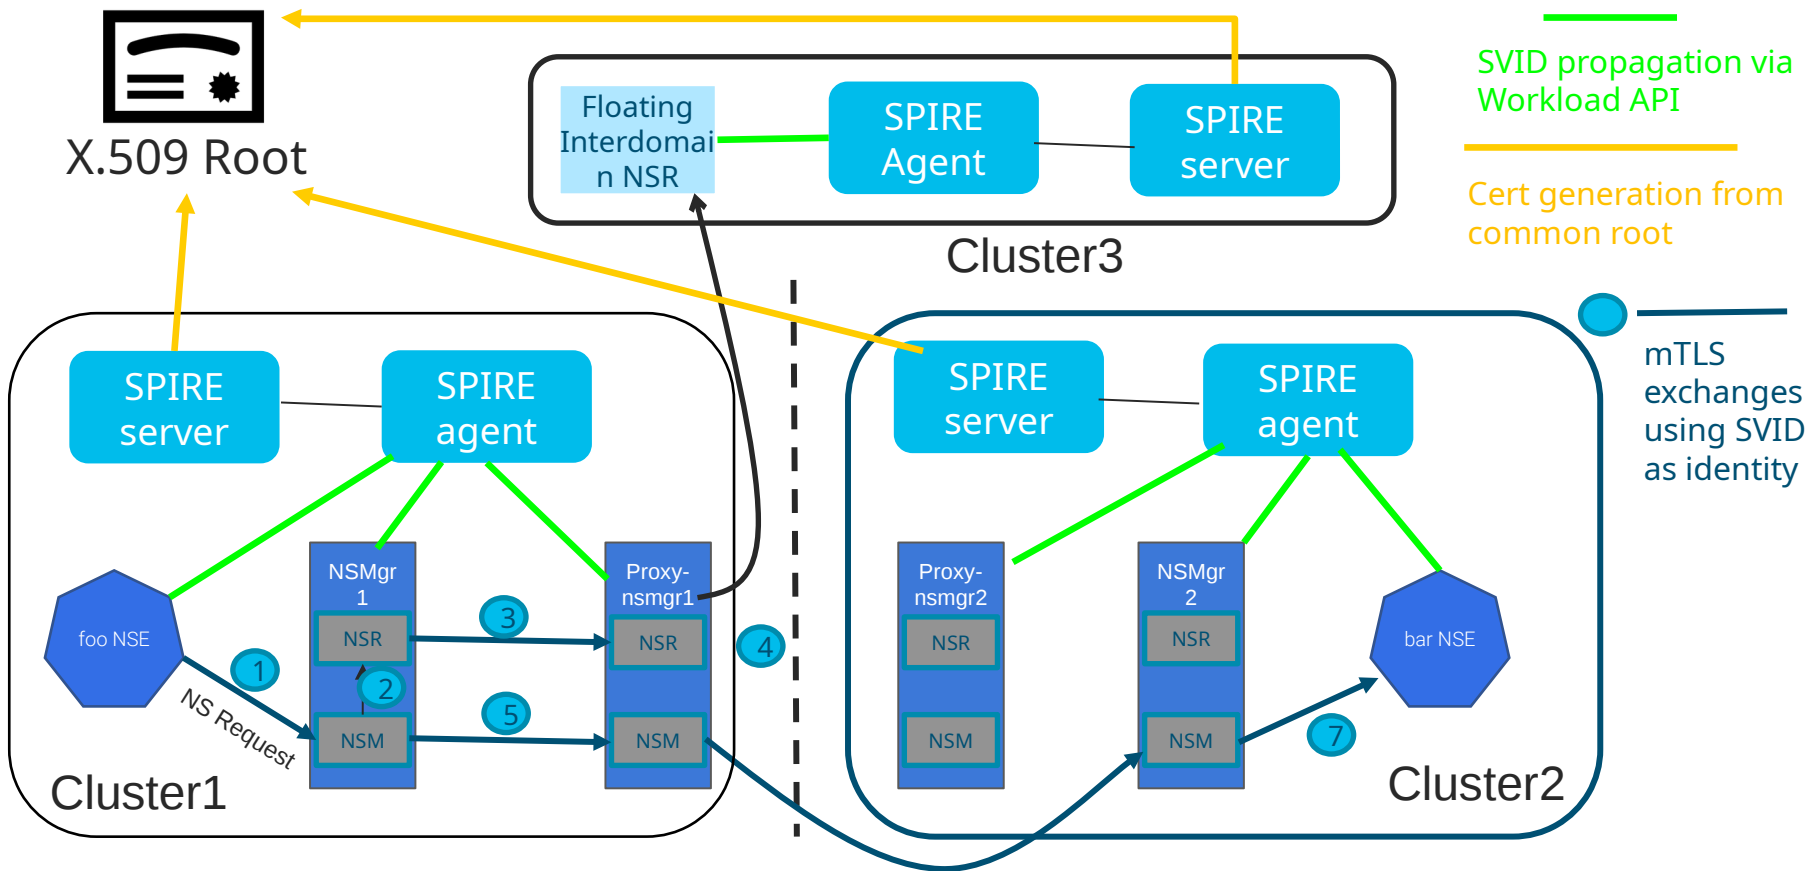 X.509 Root
Floating
Interdomai
n NSR
SPIRE
Agent
SPIRE
server
Cluster3
SVID propagation via
Workload API
Cert generation from
common root
mTLS
exchanges
using SVID
as identity
SPIRE
server
SPIRE
agent
foo NSE
NSMgr
1
NSR
NSM
Proxy-
nsmgr1
NSR
NSM
1
2
3
4
5
NS Request
Cluster1
SPIRE
server
SPIRE
agent
Proxy-
nsmgr2
NSR
NSM
NSMgr
2
NSR
NSM
bar NSE
7
Cluster2